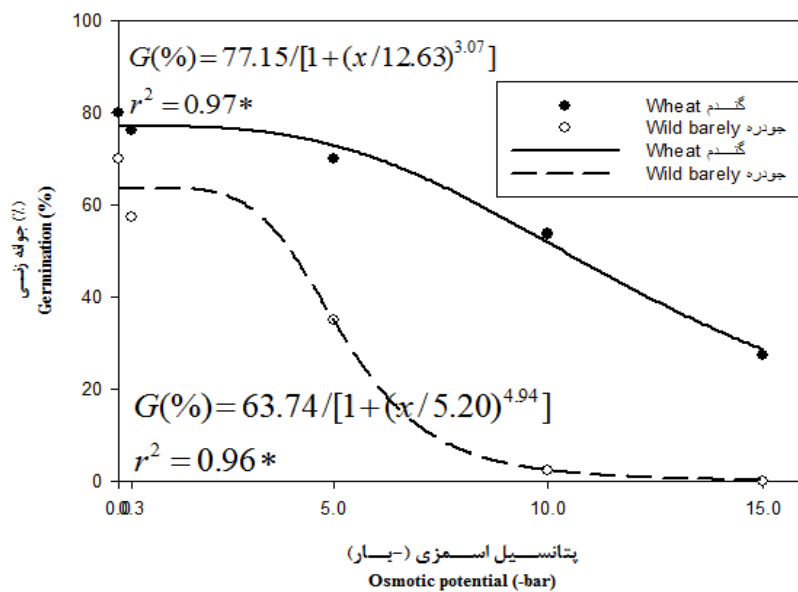 100
80
60
40
20
0
جوانه زنی (٪)
Germination (%)
G(%) = 77.15/[1+(x/12.63)^3.07]
r² = 0.97*
Wheat گندم
Wild barely جودره
Wheat گندم
Wild barely جودره
G(%) = 63.74/[1+(x/5.20)^4.94]
r² = 0.96*
0.0 0.3 5.0 10.0 15.0
پتانسیل اسمزی (-بار)
Osmotic potential (-bar)